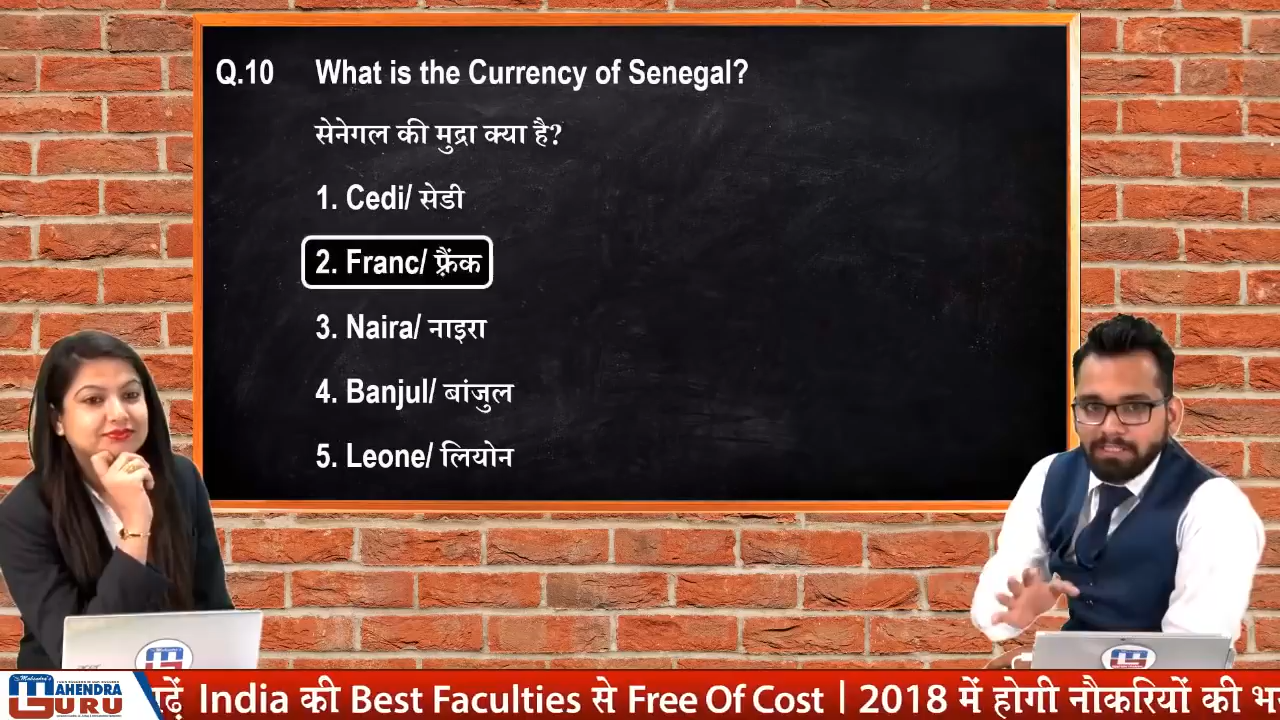 Q.10 What is the Currency of Senegal?
सेनेगल की मुद्रा क्या है?
1. Cedi/ सेडी
2. Franc/ फ़्रैंक
3. Naira/ नाइरा
4. Banjul/ बांजुल
5. Leone/ लियोन
Mahendra's
MAHENDRA
GURU
ढ़ें India की Best Faculties से Free Of Cost | 2018 में होगी नौकरियों की